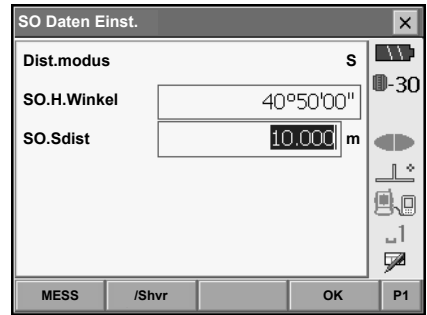 SO Daten Einst.
Dist.modus S
SO.H.Winkel 40°50'00"
SO.Sdist 10.000 m
-30
1
MESS /Shvr OK P1